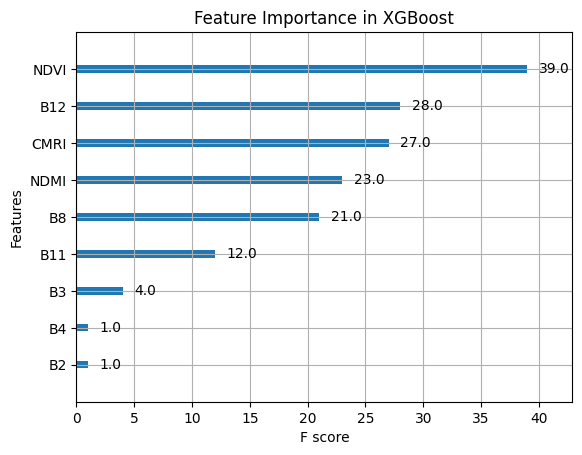 Feature Importance in XGBoost
Features
NDVI 39.0
B12 28.0
CMRI 27.0
NDMI 23.0
B8 21.0
B11 12.0
B3 4.0
B4 1.0
B2 1.0
0 5 10 15 20 25 30 35 40
F score